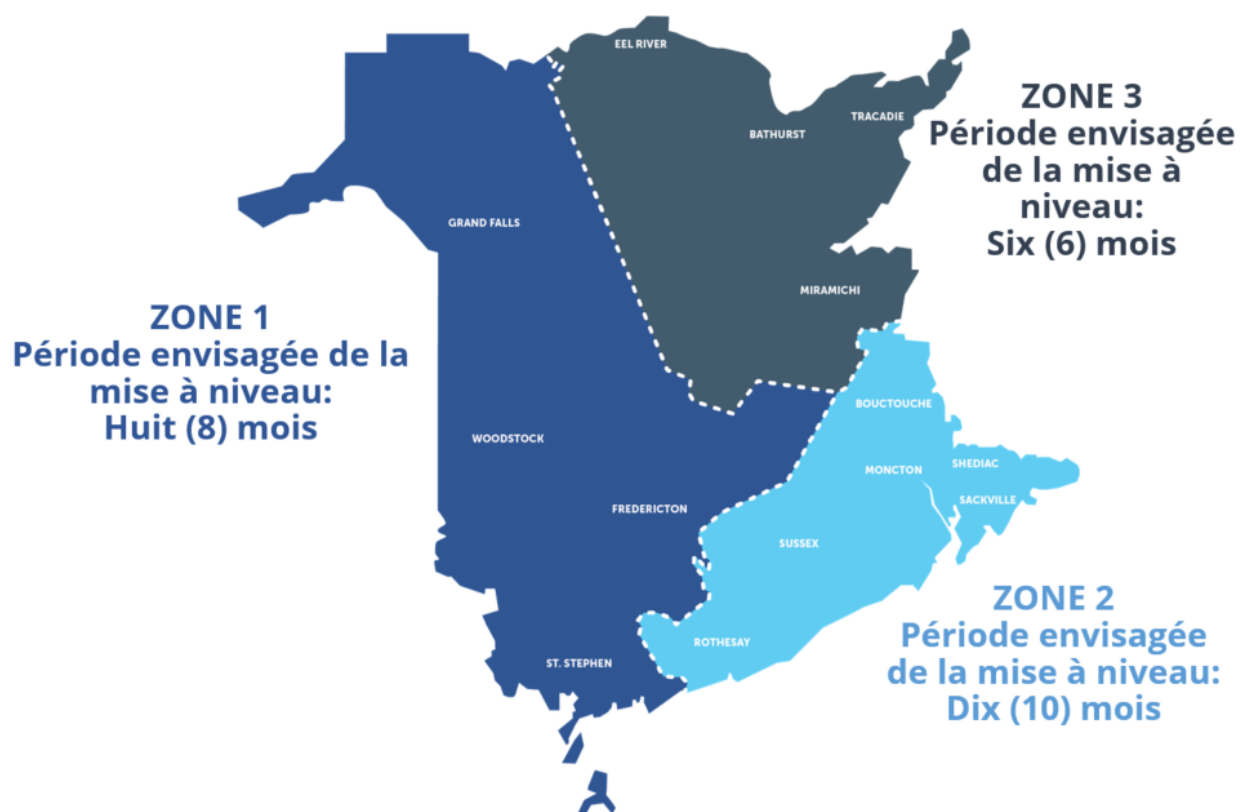 EEL RIVER
TRACADIE
BATHURST
ZONE 3
Période envisagée
de la mise à
niveau:
Six (6) mois
GRAND FALLS
MIRAMICHI
ZONE 1
Période envisagée de la
mise à niveau:
Huit (8) mois
BOUCTOUCHE
WOODSTOCK
MONCTON
SHEDIAC
SACKVILLE
FREDERICTON
SUSSEX
ZONE 2
Période envisagée
de la mise à niveau:
Dix (10) mois
ROTHESAY
ST. STEPHEN